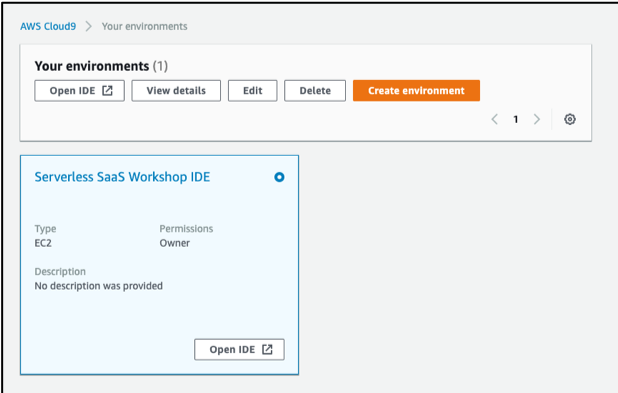 AWS Cloud9 > Your environments
Your environments (1)
Open IDE View details Edit Delete Create environment
< 1 >
Serverless SaaS Workshop IDE
Type Permissions
EC2 Owner
Description
No description was provided
Open IDE